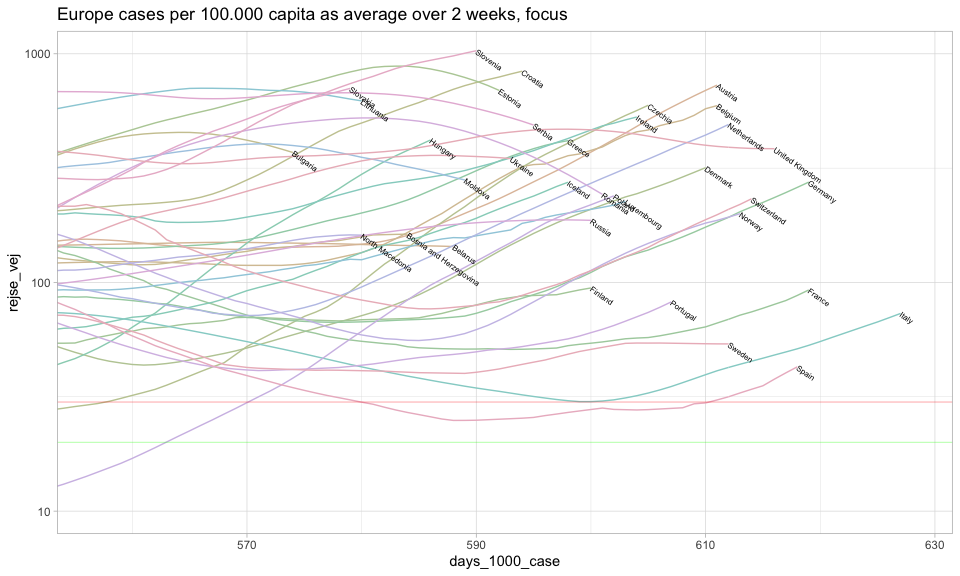 Europe cases per 100.000 capita as average over 2 weeks, focus
1000
Slovenia
Croatia
Estonia
Slovakia
Lithuania
Austria
Belgium
Czechia
Ireland
Netherlands
Serbia
Greece
Hungary
Bulgaria
Ukraine
United Kingdom
Denmark
Moldova
Iceland
Germany
Romania
Luxembourg
Switzerland
Norway
Russia
North Macedonia
Bosnia and Herzegovina
Belarus
100
Finland
Portugal
France
Italy
Sweden
Spain
10
rejse_vej
570
590
610
630
days_1000_case